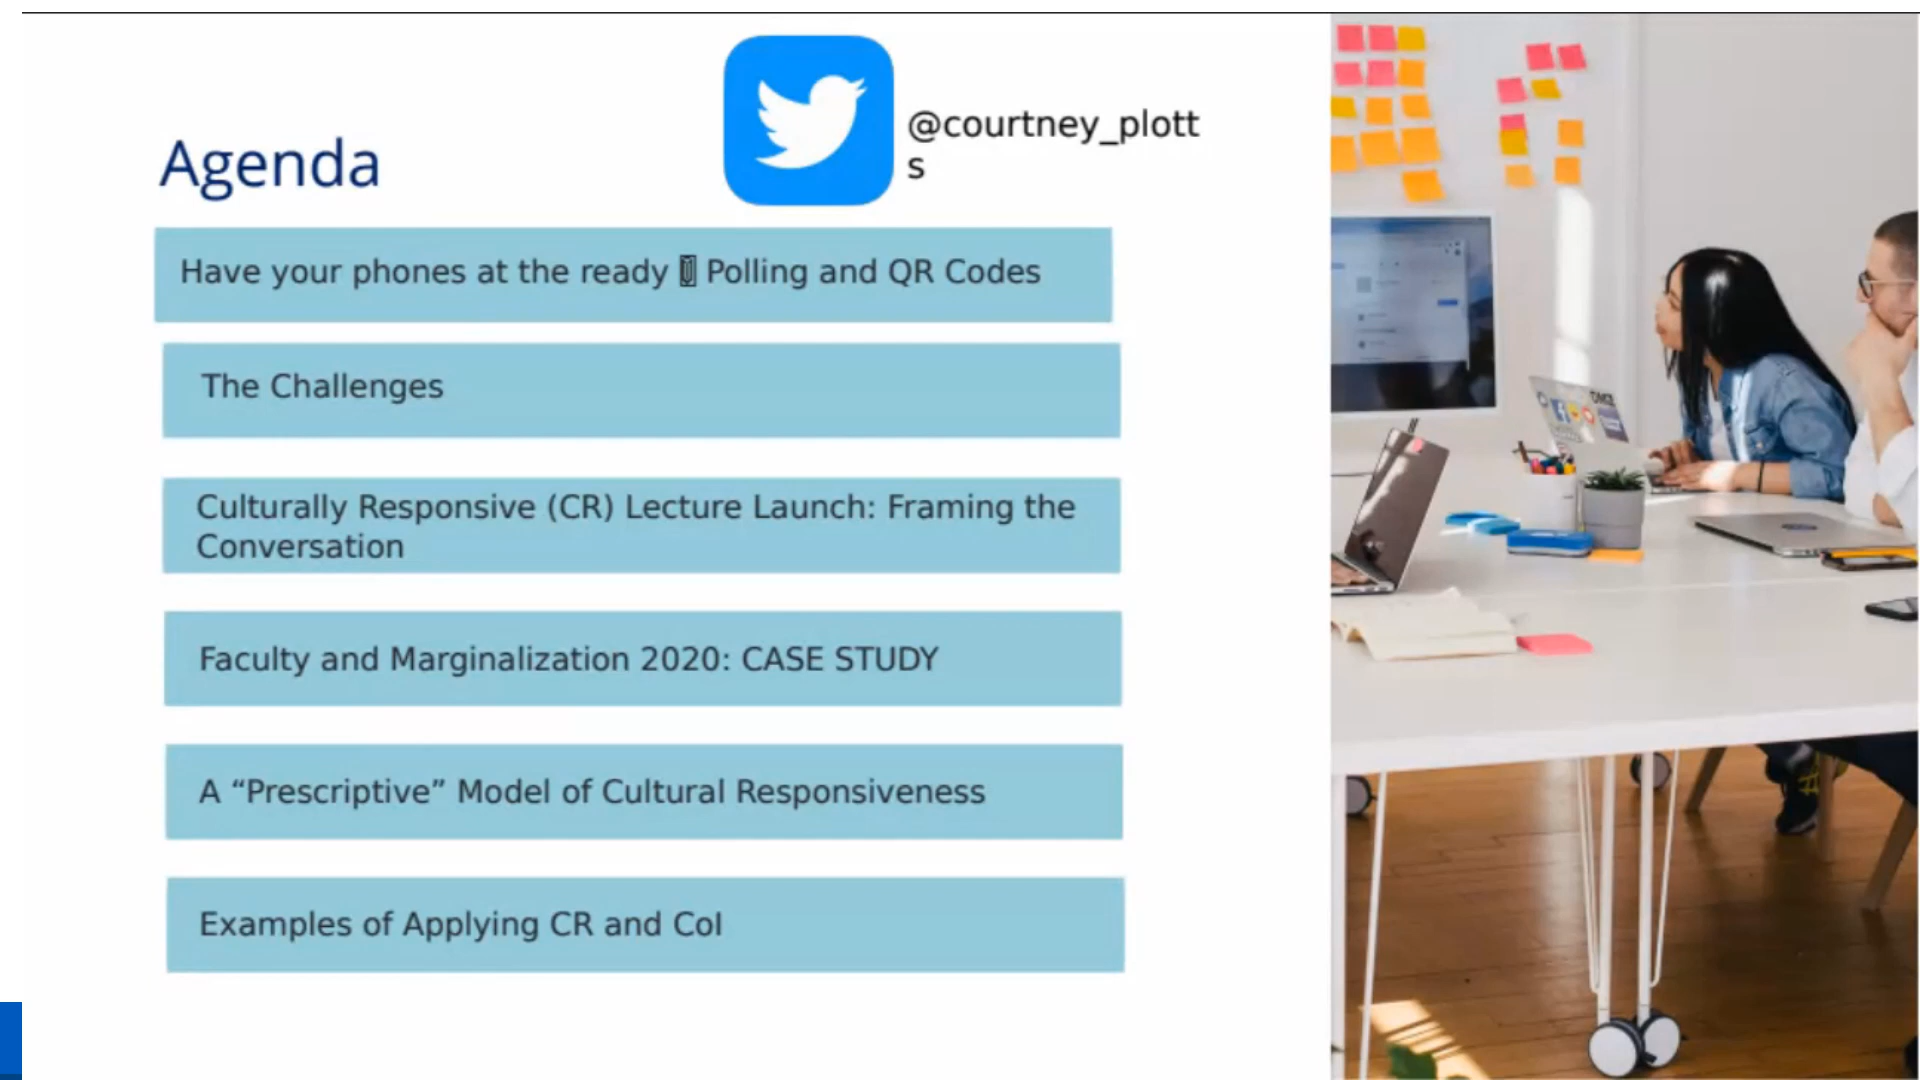 @courtney_plott
s
Agenda
Have your phones at the ready Polling and QR Codes
The Challenges
Culturally Responsive (CR) Lecture Launch: Framing the
Conversation
Faculty and Marginalization 2020: CASE STUDY
A “Prescriptive” Model of Cultural Responsiveness
Examples of Applying CR and CoI